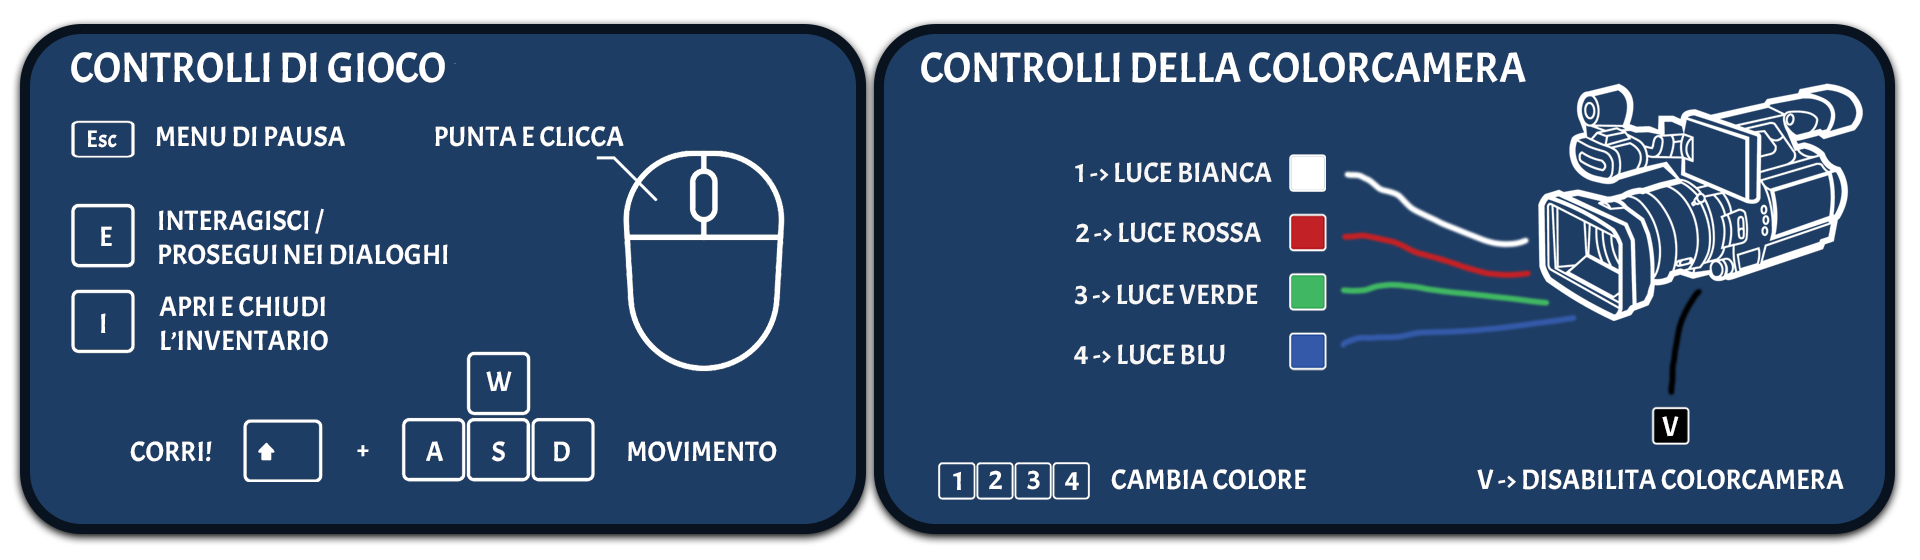 CONTROLLI DI GIOCO
Esc MENU DI PAUSA
PUNTA E CLICCA
E INTERAGISCI /
PROSEGUI NEI DIALOGHI
I APRI E CHIUDI
L'INVENTARIO
W
CORRI! + A S D MOVIMENTO
CONTROLLI DELLA COLORCAMERA
1 -> LUCE BIANCA
2 -> LUCE ROSSA
3 -> LUCE VERDE
4 -> LUCE BLU
V
1 2 3 4 CAMBIA COLORE
V -> DISABILITA COLORCAMERA